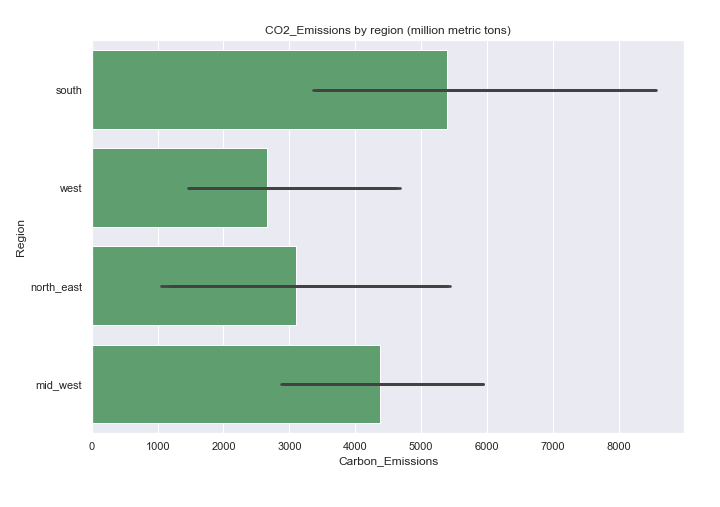 CO2_Emissions by region (million metric tons)
Region
south
west
north_east
mid_west
0 1000 2000 3000 4000 5000 6000 7000 8000
Carbon_Emissions